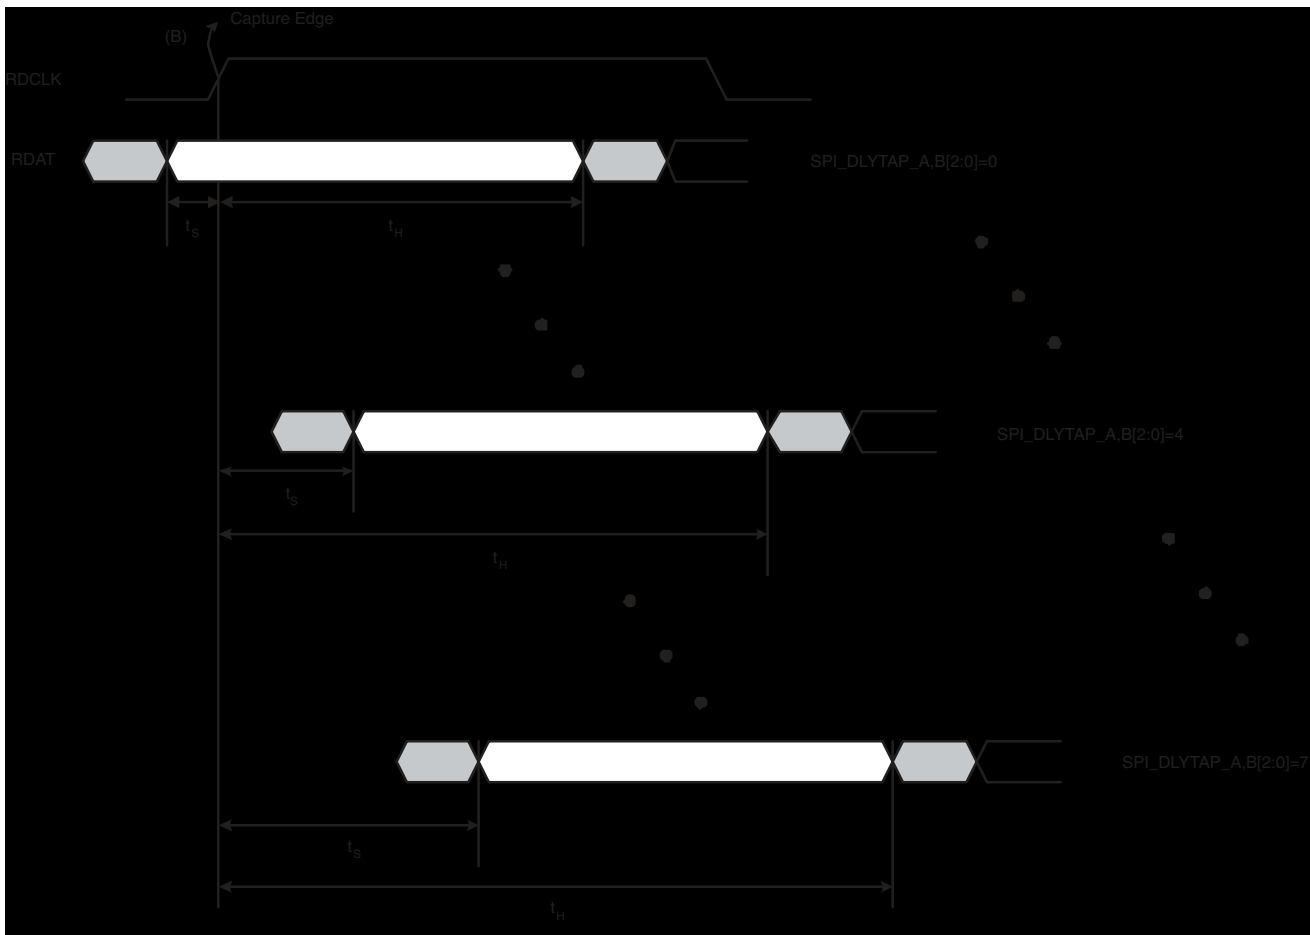 Capture Edge
(B)
RDCLK
RDAT
SPI_DLYTAP_A,B[2:0]=0
tS
tH
SPI_DLYTAP_A,B[2:0]=4
tS
tH
SPI_DLYTAP_A,B[2:0]=7
tS
tH